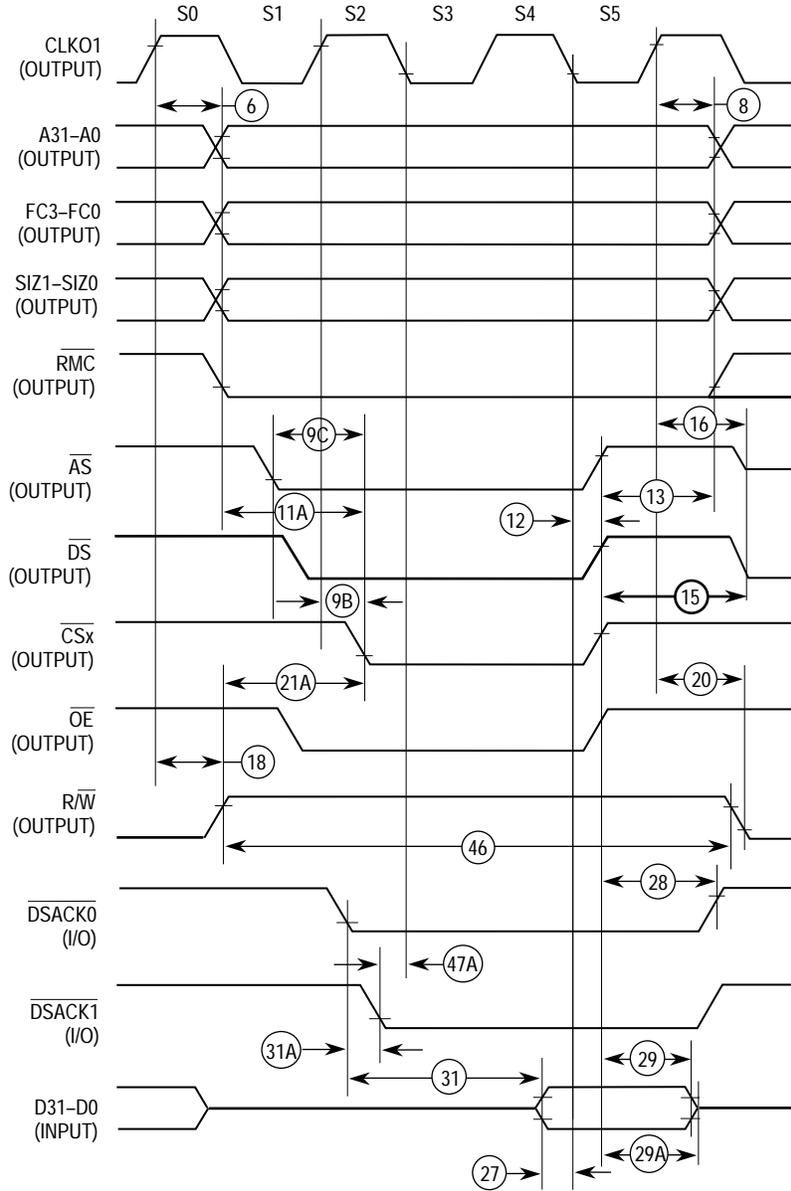 S0 S1 S2 S3 S4 S5
CLKO1
(OUTPUT)
6 8
A31–A0
(OUTPUT)
FC3–FC0
(OUTPUT)
SIZ1–SIZ0
(OUTPUT)
RMC
(OUTPUT)
9C 16
AS
(OUTPUT)
11A 12 13
DS
(OUTPUT)
9B 15
CSx
(OUTPUT)
21A 20
OE
(OUTPUT)
18
R/W
(OUTPUT)
46
28
DSACK0
(I/O)
47A
DSACK1
(I/O)
31A 29
31
D31–D0
(INPUT)
27 29A